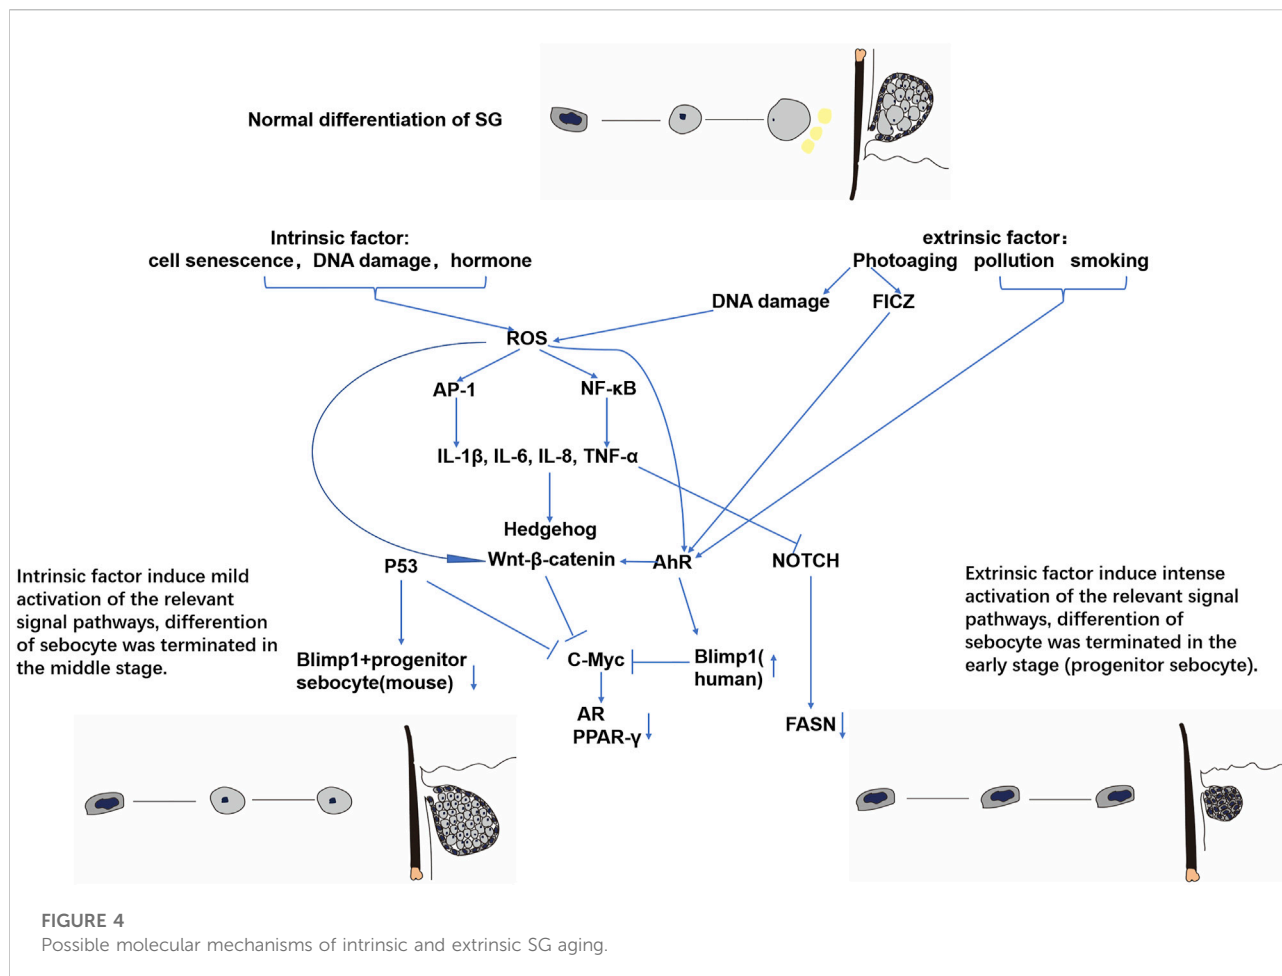 Normal differentiation of SG
Intrinsic factor:
cell senescence, DNA damage, hormone
extrinsic factor:
Photoaging pollution smoking
DNA damage
FICZ
ROS
AP-1
NF-κB
IL-1β, IL-6, IL-8, TNF-α
Hedgehog
Wnt-β-catenin
AhR
NOTCH
P53
Intrinsic factor induce mild
activation of the relevant
signal pathways, differention
of sebocyte was terminated in
the middle stage.
Extrinsic factor induce intense
activation of the relevant signal
pathways, differention of
sebocyte was terminated in the
early stage (progenitor sebocyte).
Blimp1+progenitor
sebocyte(mouse)
C-Myc
Blimp1(
human)
AR
PPAR-γ
FASN
FIGURE 4
Possible molecular mechanisms of intrinsic and extrinsic SG aging.